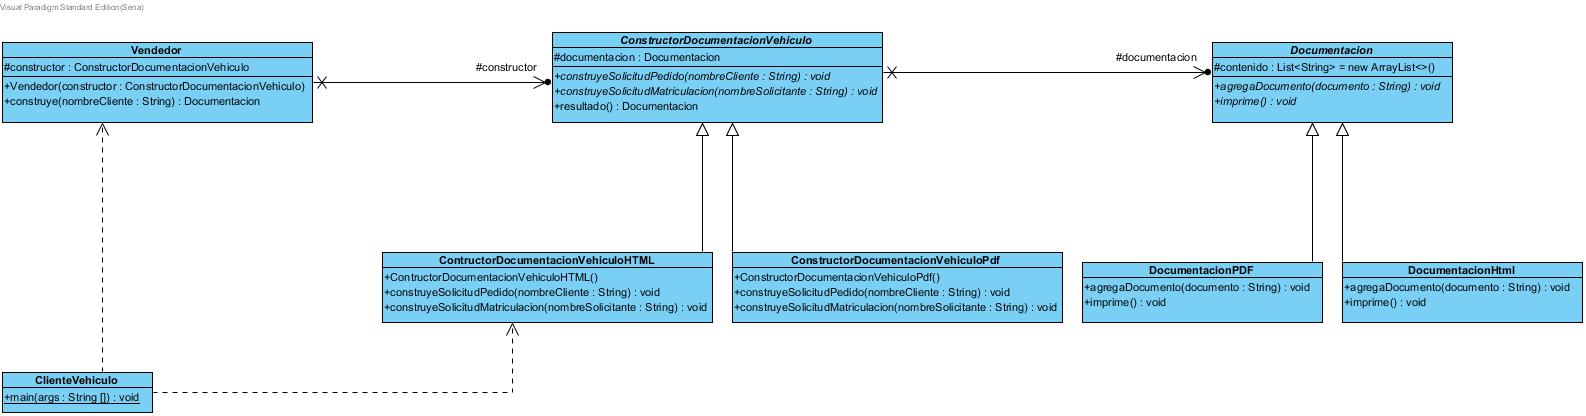 Visual Paradigm Standard Edition(Sena)
Vendedor
#constructor : ConstructorDocumentacionVehiculo
+Vendedor(constructor : ConstructorDocumentacionVehiculo)
+construye(nombreCliente : String) : Documentacion
#constructor
ConstructorDocumentacionVehiculo
#documentacion : Documentacion
+construyeSolicitudPedido(nombreCliente : String) : void
+construyeSolicitudMatriculacion(nombreSolicitante : String) : void
+resultado() : Documentacion
#documentacion
Documentacion
#contenido : List<String> = new ArrayList<>()
+agregaDocumento(documento : String) : void
+imprime() : void
ContructorDocumentacionVehiculoHTML
+ContructorDocumentacionVehiculoHTML()
+construyeSolicitudPedido(nombreCliente : String) : void
+construyeSolicitudMatriculacion(nombreSolicitante : String) : void
ConstructorDocumentacionVehiculoPdf
+ConstructorDocumentacionVehiculoPdf()
+construyeSolicitudPedido(nombreCliente : String) : void
+construyeSolicitudMatriculacion(nombreSolicitante : String) : void
DocumentacionPDF
+agregaDocumento(documento : String) : void
+imprime() : void
DocumentacionHtml
+agregaDocumento(documento : String) : void
+imprime() : void
ClienteVehiculo
+main(args : String []) : void